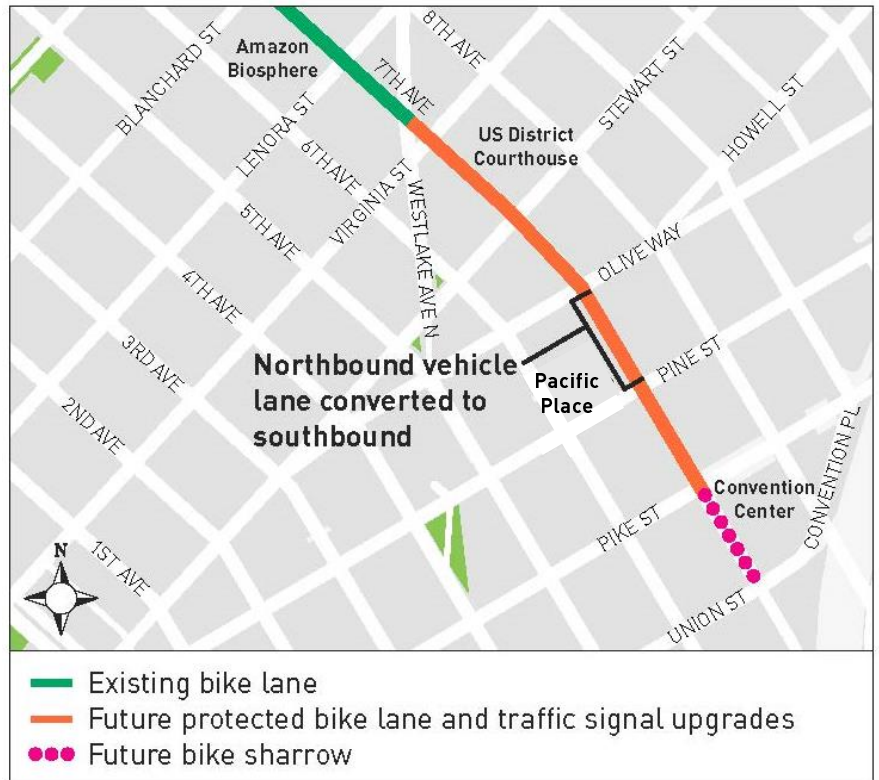 8TH AVE
Amazon
Biosphere
BLANCHARD ST
7TH AVE
STEWART ST
HOWELL ST
LENORA ST
US District
Courthouse
6TH AVE
VIRGINIA ST
WESTLAKE AVE N
5TH AVE
OLIVE WAY
4TH AVE
3RD AVE
Northbound vehicle
lane converted to
southbound
Pacific
Place
PINE ST
2ND AVE
Convention
Center
CONVENTION PL
PIKE ST
1ST AVE
N
UNION ST
Existing bike lane
Future protected bike lane and traffic signal upgrades
Future bike sharrow